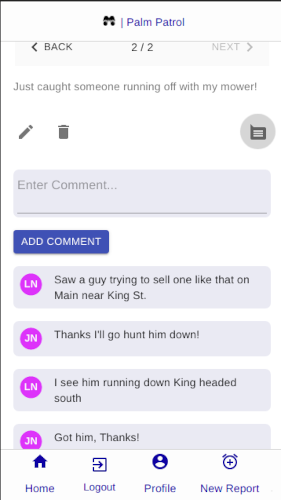 | Palm Patrol
BACK 2 / 2 NEXT
Just caught someone running off with my mower!
Enter Comment...
ADD COMMENT
LN Saw a guy trying to sell one like that on
Main near King St.
JN Thanks I'll go hunt him down!
LN I see him running down King headed
south
JN Got him, Thanks!
Home Logout Profile New Report